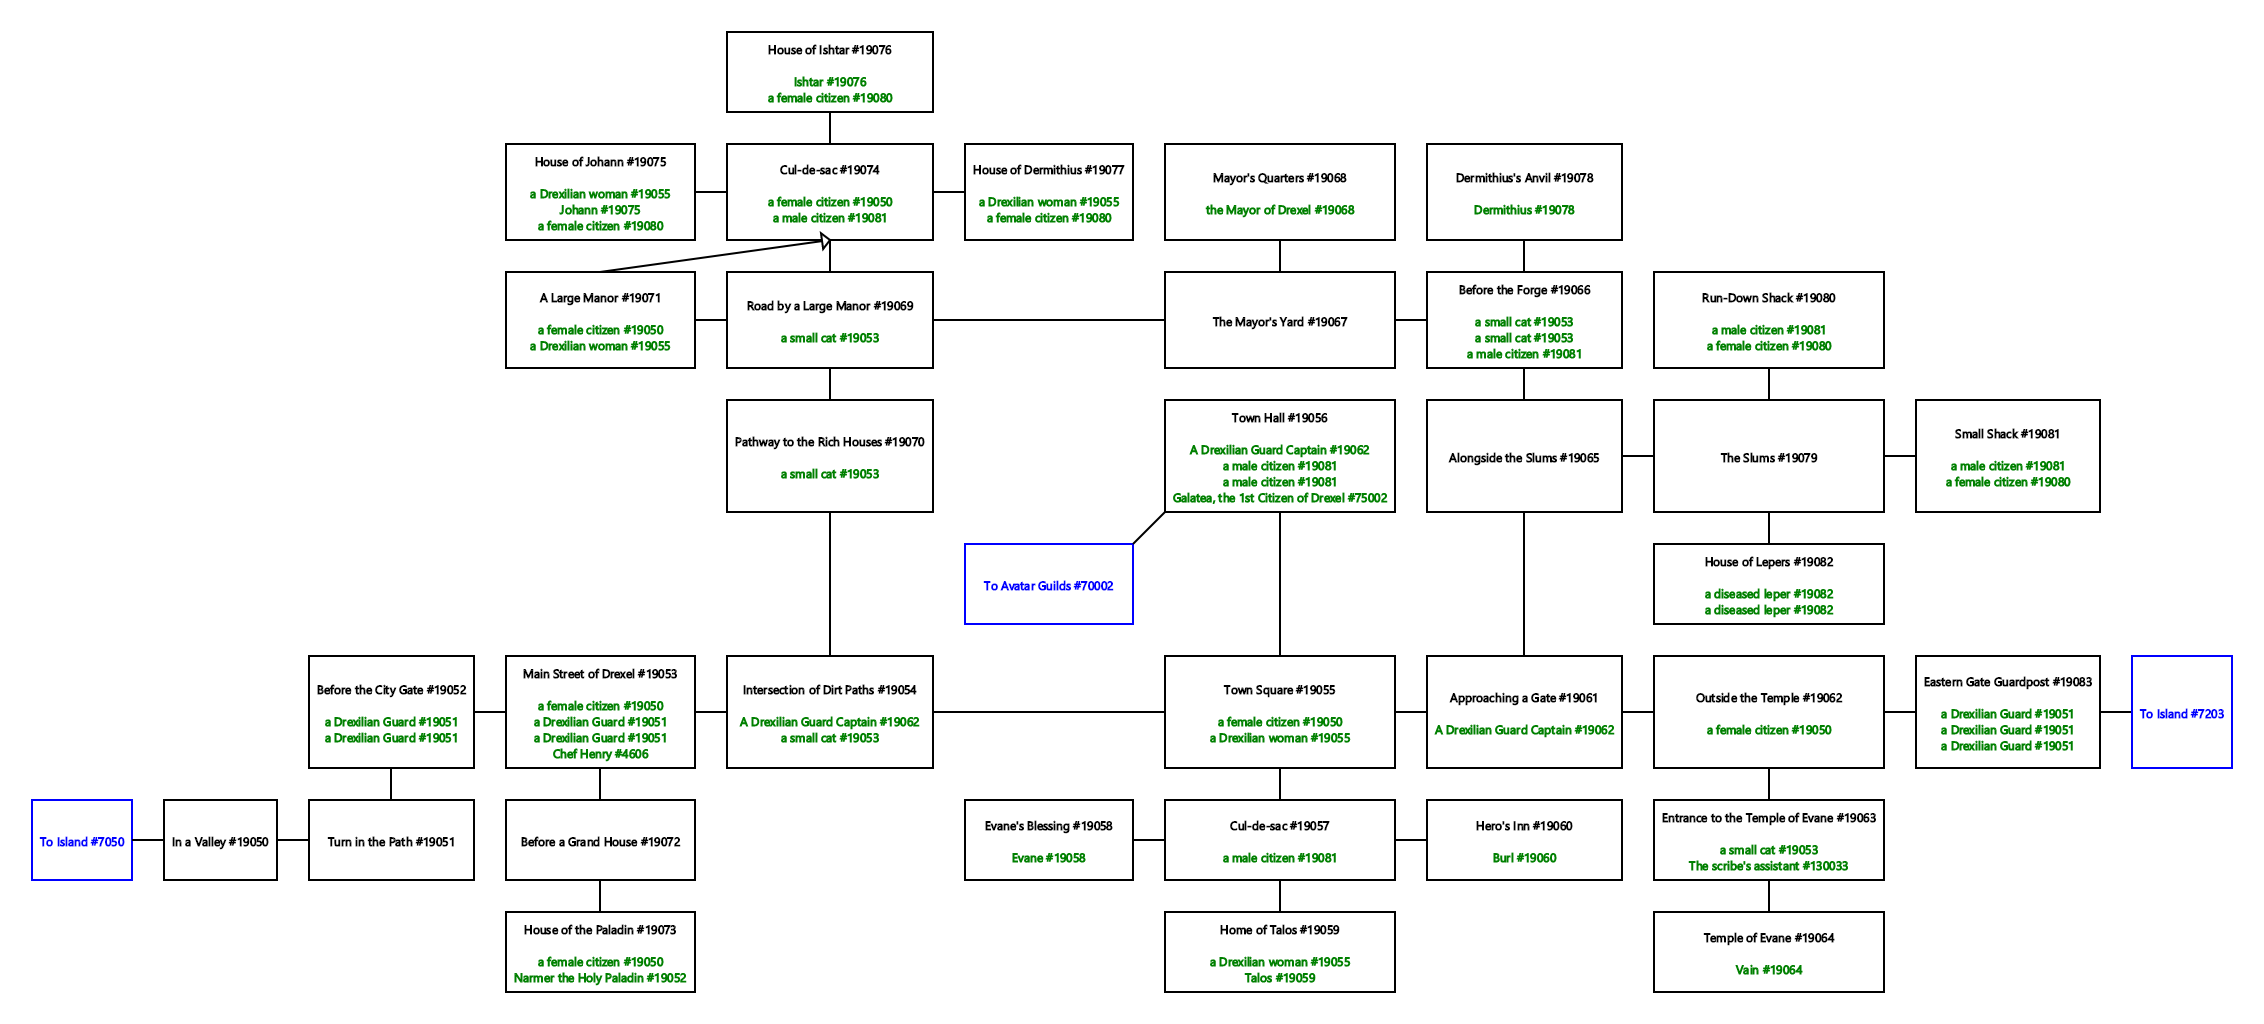 House of Ishtar #19076
Ishtar #19076
a female citizen #19080
House of Johann #19075
a Drexilian woman #19055
Johann #19075
a female citizen #19080
Cul-de-sac #19074
a female citizen #19050
a male citizen #19081
House of Dermithius #19077
a Drexilian woman #19055
a female citizen #19080
Mayor's Quarters #19068
the Mayor of Drexel #19068
Dermithius's Anvil #19078
Dermithius #19078
A Large Manor #19071
a female citizen #19050
a Drexilian woman #19055
Road by a Large Manor #19069
a small cat #19053
The Mayor's Yard #19067
Before the Forge #19066
a small cat #19053
a small cat #19053
a male citizen #19081
Run-Down Shack #19080
a male citizen #19081
a female citizen #19080
Pathway to the Rich Houses #19070
a small cat #19053
Town Hall #19056
A Drexilian Guard Captain #19062
a male citizen #19081
a male citizen #19081
Galatea, the 1st Citizen of Drexel #75002
Alongside the Slums #19065
The Slums #19079
Small Shack #19081
a male citizen #19081
a female citizen #19080
To Avatar Guilds #70002
House of Lepers #19082
a diseased leper #19082
a diseased leper #19082
Before the City Gate #19052
a Drexilian Guard #19051
a Drexilian Guard #19051
Main Street of Drexel #19053
a female citizen #19050
a Drexilian Guard #19051
a Drexilian Guard #19051
Chef Henry #4606
Intersection of Dirt Paths #19054
A Drexilian Guard Captain #19062
a small cat #19053
Town Square #19055
a female citizen #19050
a Drexilian woman #19055
Approaching a Gate #19061
A Drexilian Guard Captain #19062
Outside the Temple #19062
a female citizen #19050
Eastern Gate Guardpost #19083
a Drexilian Guard #19051
a Drexilian Guard #19051
a Drexilian Guard #19051
To Island #7203
To Island #7050
In a Valley #19050
Turn in the Path #19051
Before a Grand House #19072
Evane's Blessing #19058
Evane #19058
Cul-de-sac #19057
a male citizen #19081
Hero's Inn #19060
Burl #19060
Entrance to the Temple of Evane #19063
a small cat #19053
The scribe's assistant #130033
House of the Paladin #19073
a female citizen #19050
Narmer the Holy Paladin #19052
Home of Talos #19059
a Drexilian woman #19055
Talos #19059
Temple of Evane #19064
Vain #19064